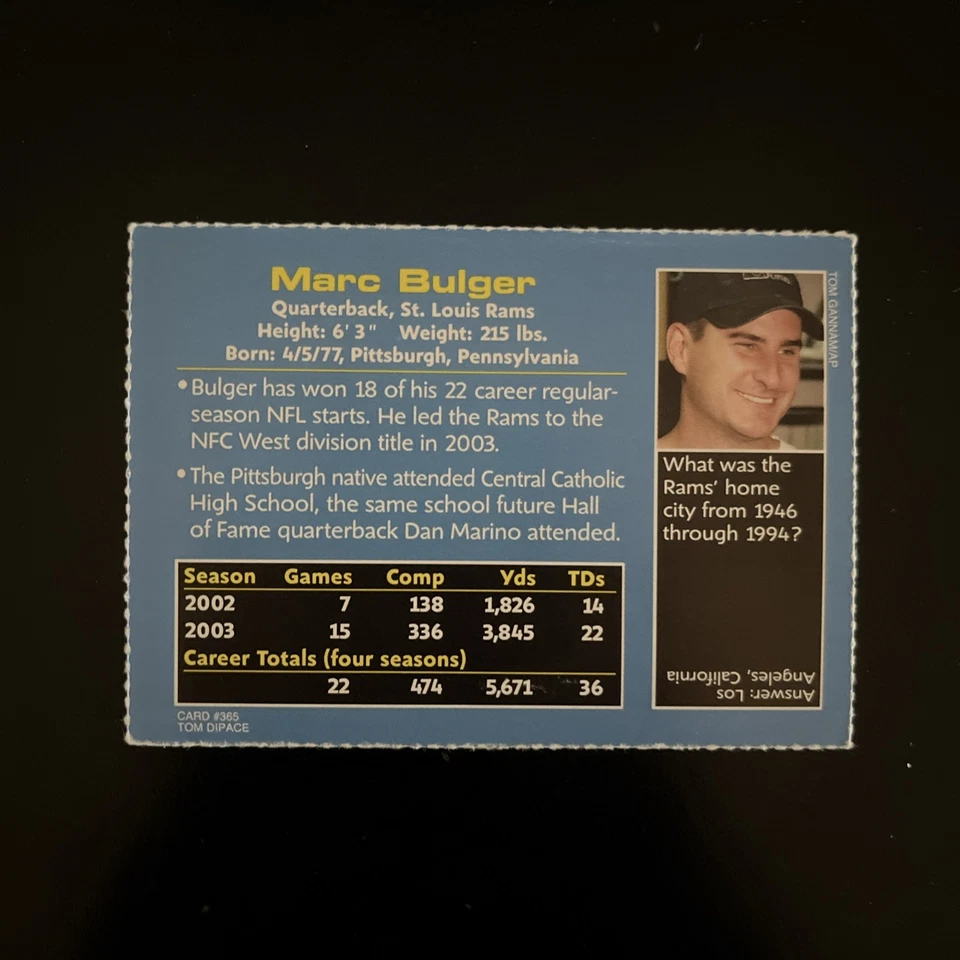 Marc Bulger
Quarterback, St. Louis Rams
Height: 6' 3" Weight: 215 lbs.
Born: 4/5/77, Pittsburgh, Pennsylvania
• Bulger has won 18 of his 22 career regular-
season NFL starts. He led the Rams to the
NFC West division title in 2003.
• The Pittsburgh native attended Central Catholic
High School, the same school future Hall
of Fame quarterback Dan Marino attended.
Season Games Comp Yds TDs
2002 7 138 1,826 14
2003 15 336 3,845 22
Career Totals (four seasons)
22 474 5,671 36
CARD #365
TOM DIPACE
TOM GANNAM/AP
What was the
Rams' home
city from 1946
through 1994?
Answer: Los
Angeles, California